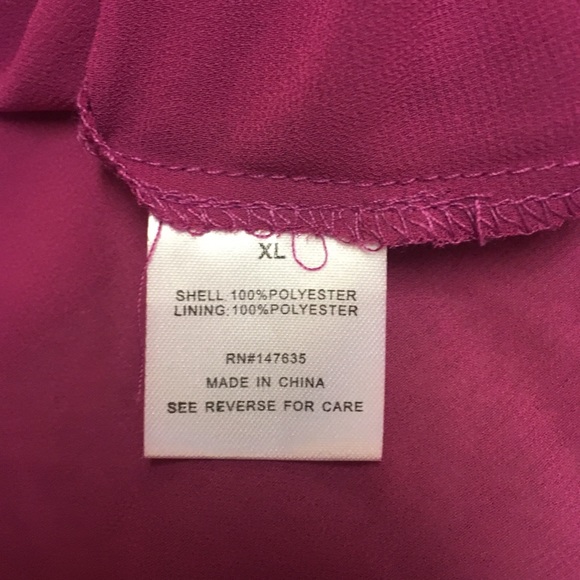 XL
SHELL:100%POLYESTER
LINING:100%POLYESTER
RN#147635
MADE IN CHINA
SEE REVERSE FOR CARE